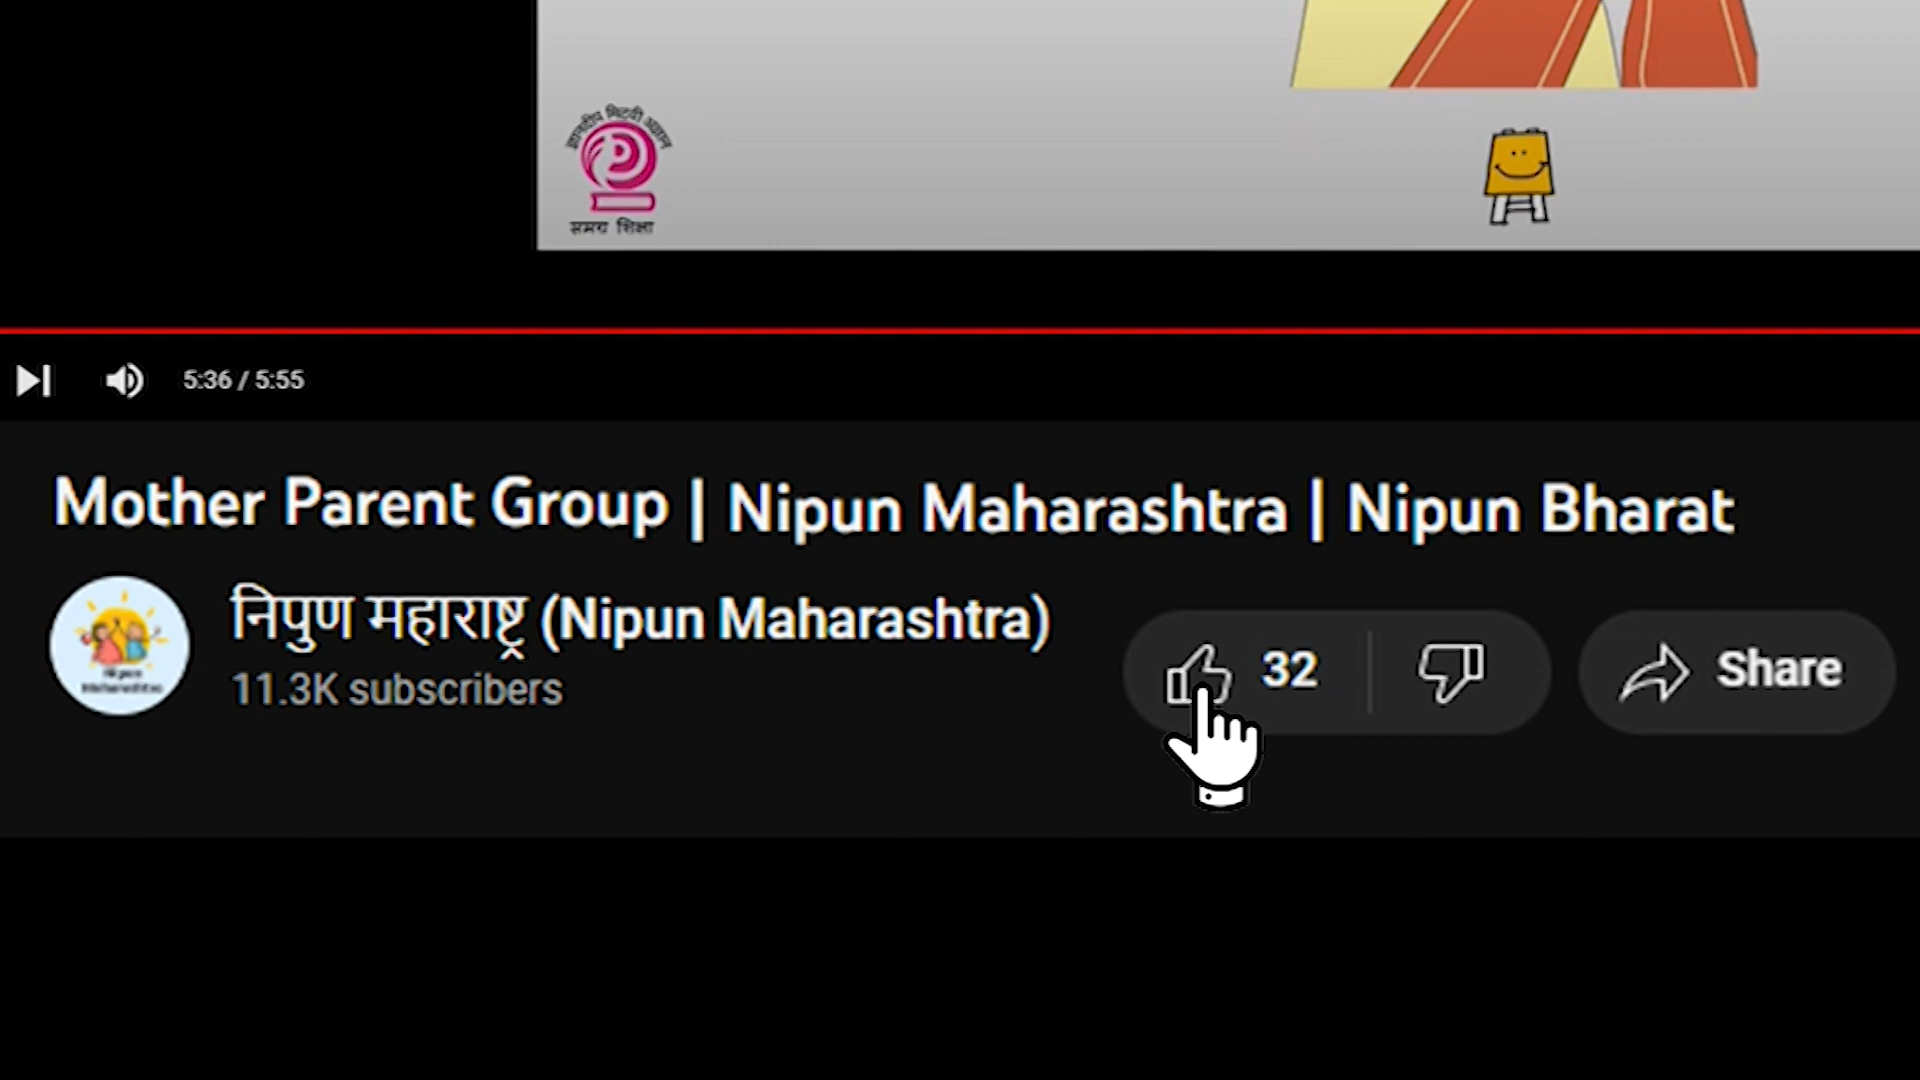 समग्र शिक्षा
5:36 / 5:55
Mother Parent Group | Nipun Maharashtra | Nipun Bharat
निपुण महाराष्ट्र (Nipun Maharashtra)
11.3K subscribers
32
Share